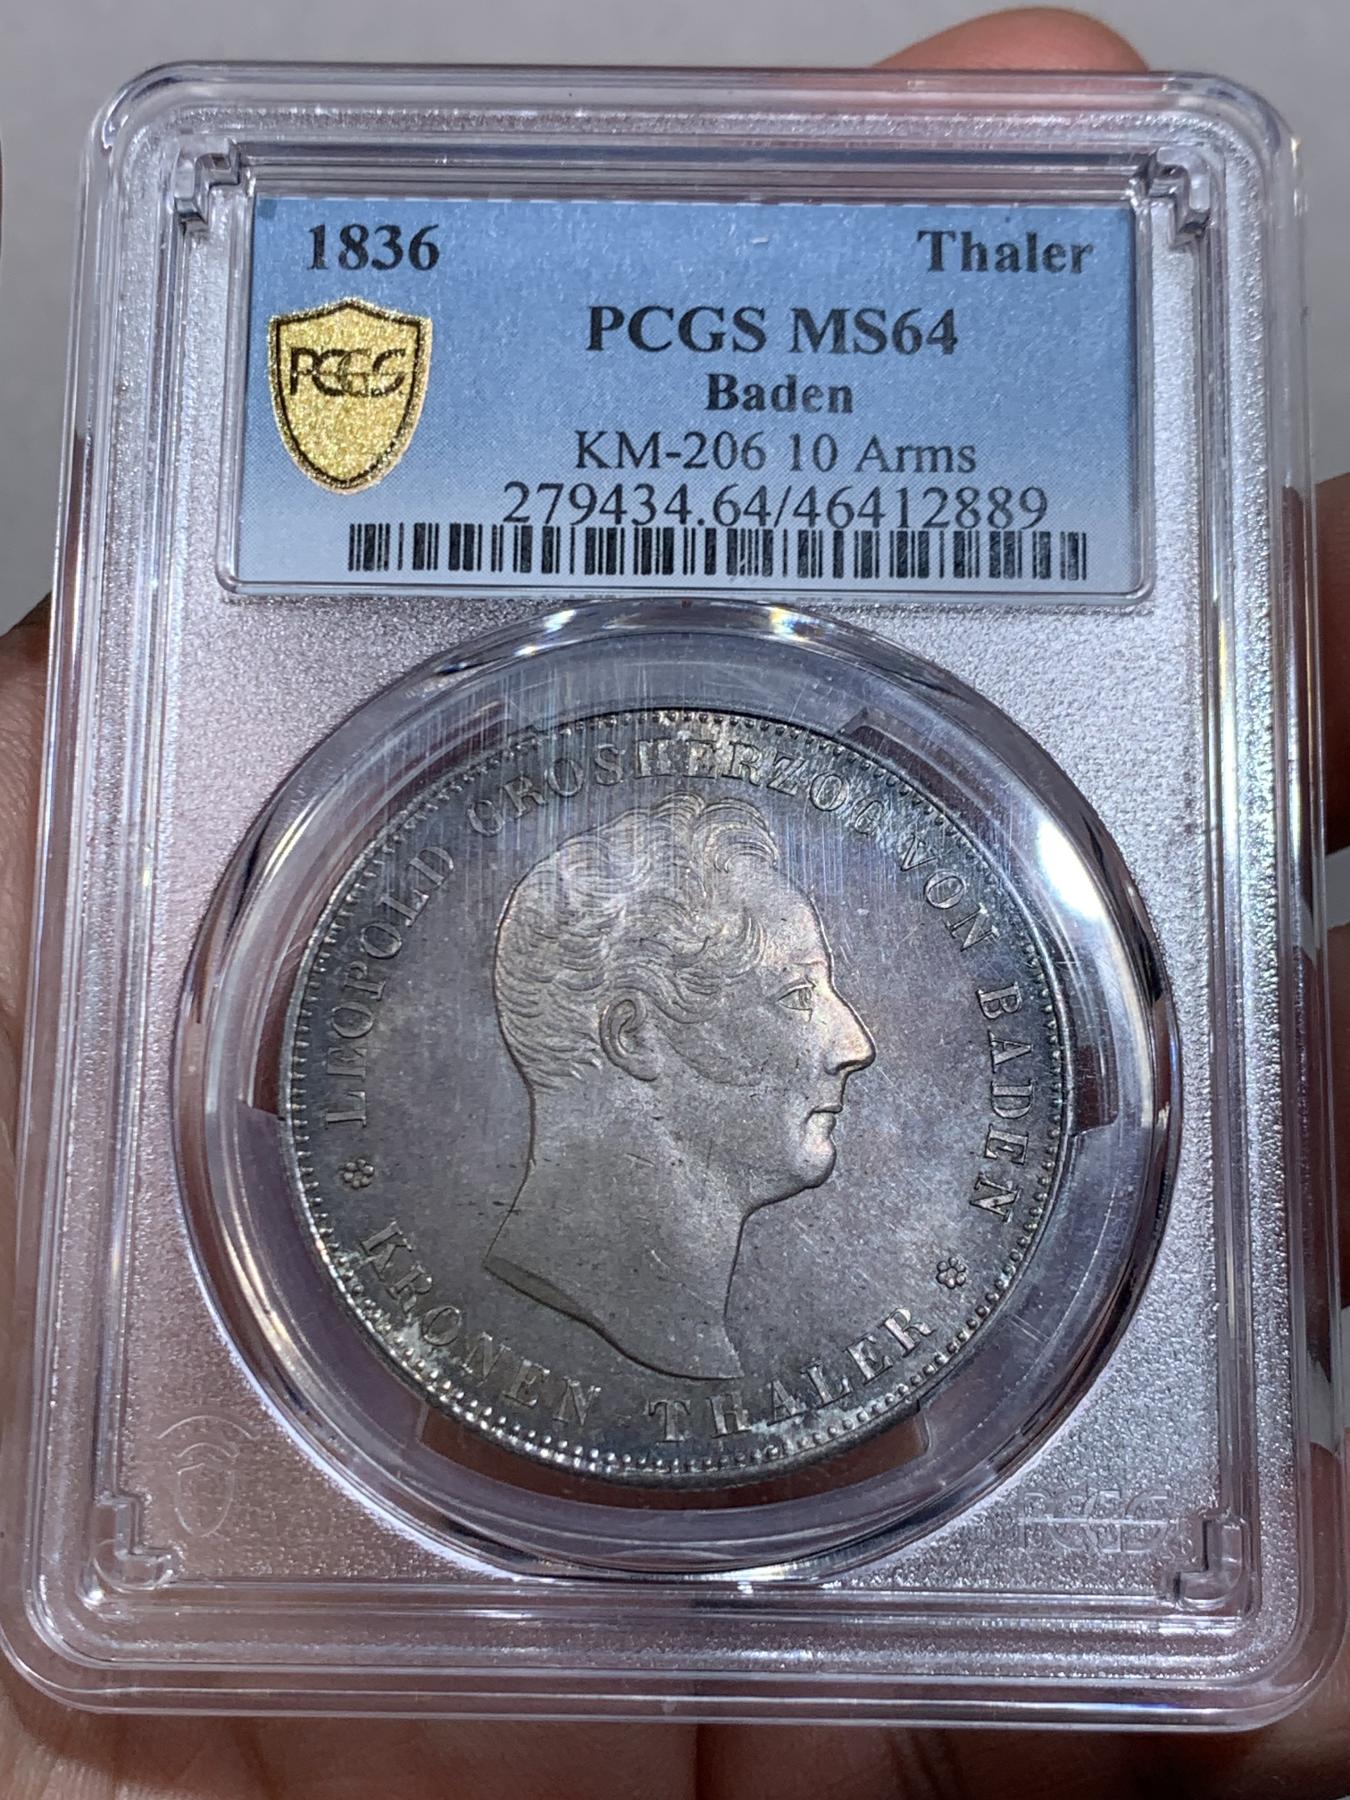 1836 Thaler
PCGS
PCGS MS64
Baden
KM-206 10 Arms
279434.64/46412889
LEOPOLD GROSHERZOG VON BADEN
KRONEN - THALER
PCGS